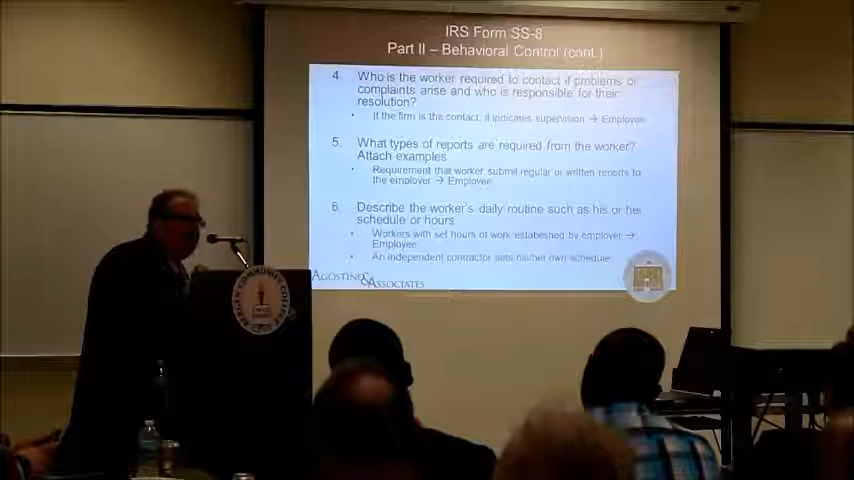 IRS Form SS-8
Part II – Behavioral Control (cont.)
4. Who is the worker required to contact if problems or
complaints arise and who is responsible for their
resolution?
• If the firm is the contact, it indicates supervision → Employee
5. What types of reports are required from the worker?
Attach examples
• Requirement that worker submit regular or written reports to
the employer → Employee
6. Describe the worker's daily routine such as his or her
schedule or hours
• Workers with set hours of work established by employer →
Employee
• An independent contractor sets his/her own schedule
AGOSTINO & ASSOCIATES
BERGEN COMMUNITY COLLEGE